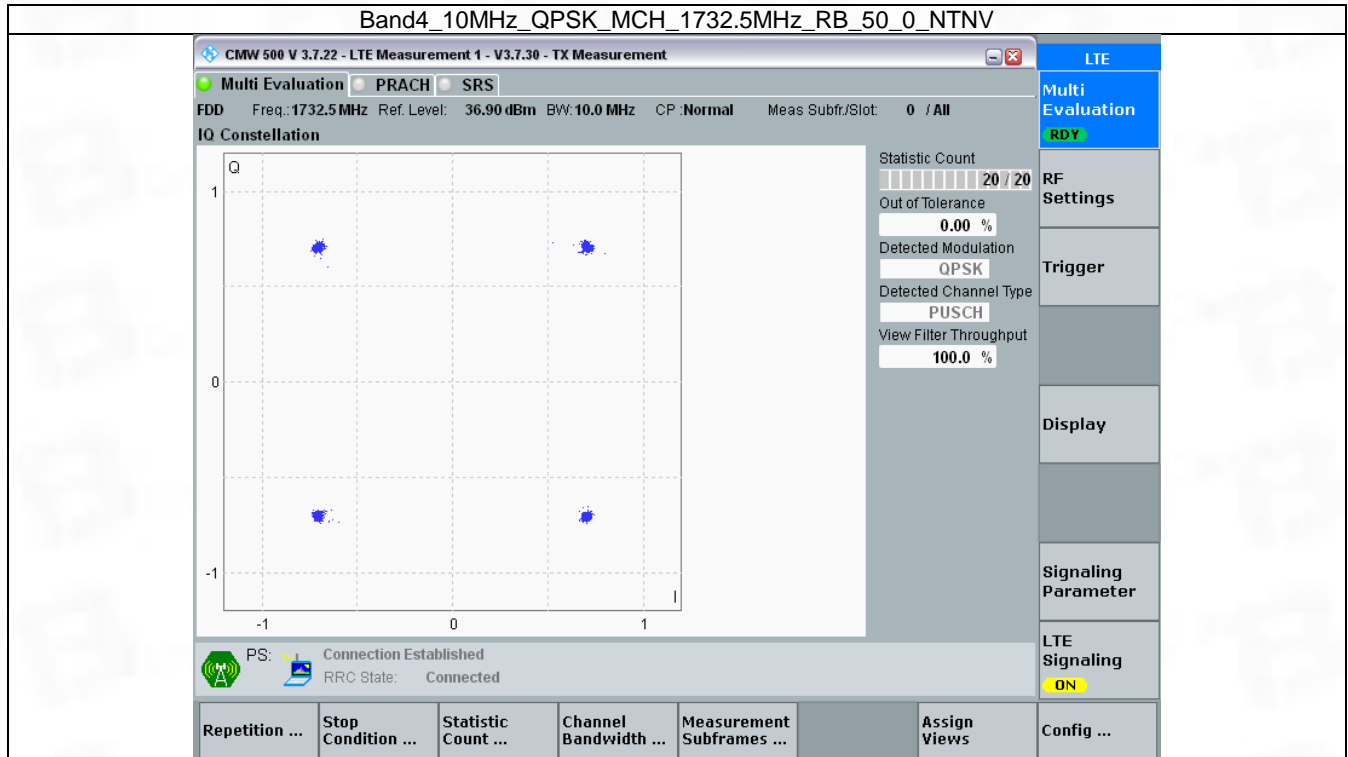 Band4_10MHz_QPSK_MCH_1732.5MHz_RB_50_0_NTNV
CMW 500 V 3.7.22 - LTE Measurement 1 - V3.7.30 - TX Measurement
LTE
Multi Evaluation PRACH SRS
Multi
Evaluation
RDY
FDD Freq.:1732.5 MHz Ref. Level: 36.90 dBm BW:10.0 MHz CP :Normal Meas Subfr./Slot: 0 / All
IQ Constellation
Q
1
0
-1
I
-1 0 1
Statistic Count
20 / 20
Out of Tolerance
0.00 %
Detected Modulation
QPSK
Detected Channel Type
PUSCH
View Filter Throughput
100.0 %
RF
Settings
Trigger
Display
Signaling
Parameter
LTE
Signaling
ON
PS: Connection Established
RRC State: Connected
Repetition ...
Stop
Condition ...
Statistic
Count ...
Channel
Bandwidth ...
Measurement
Subframes ...
Assign
Views
Config ...